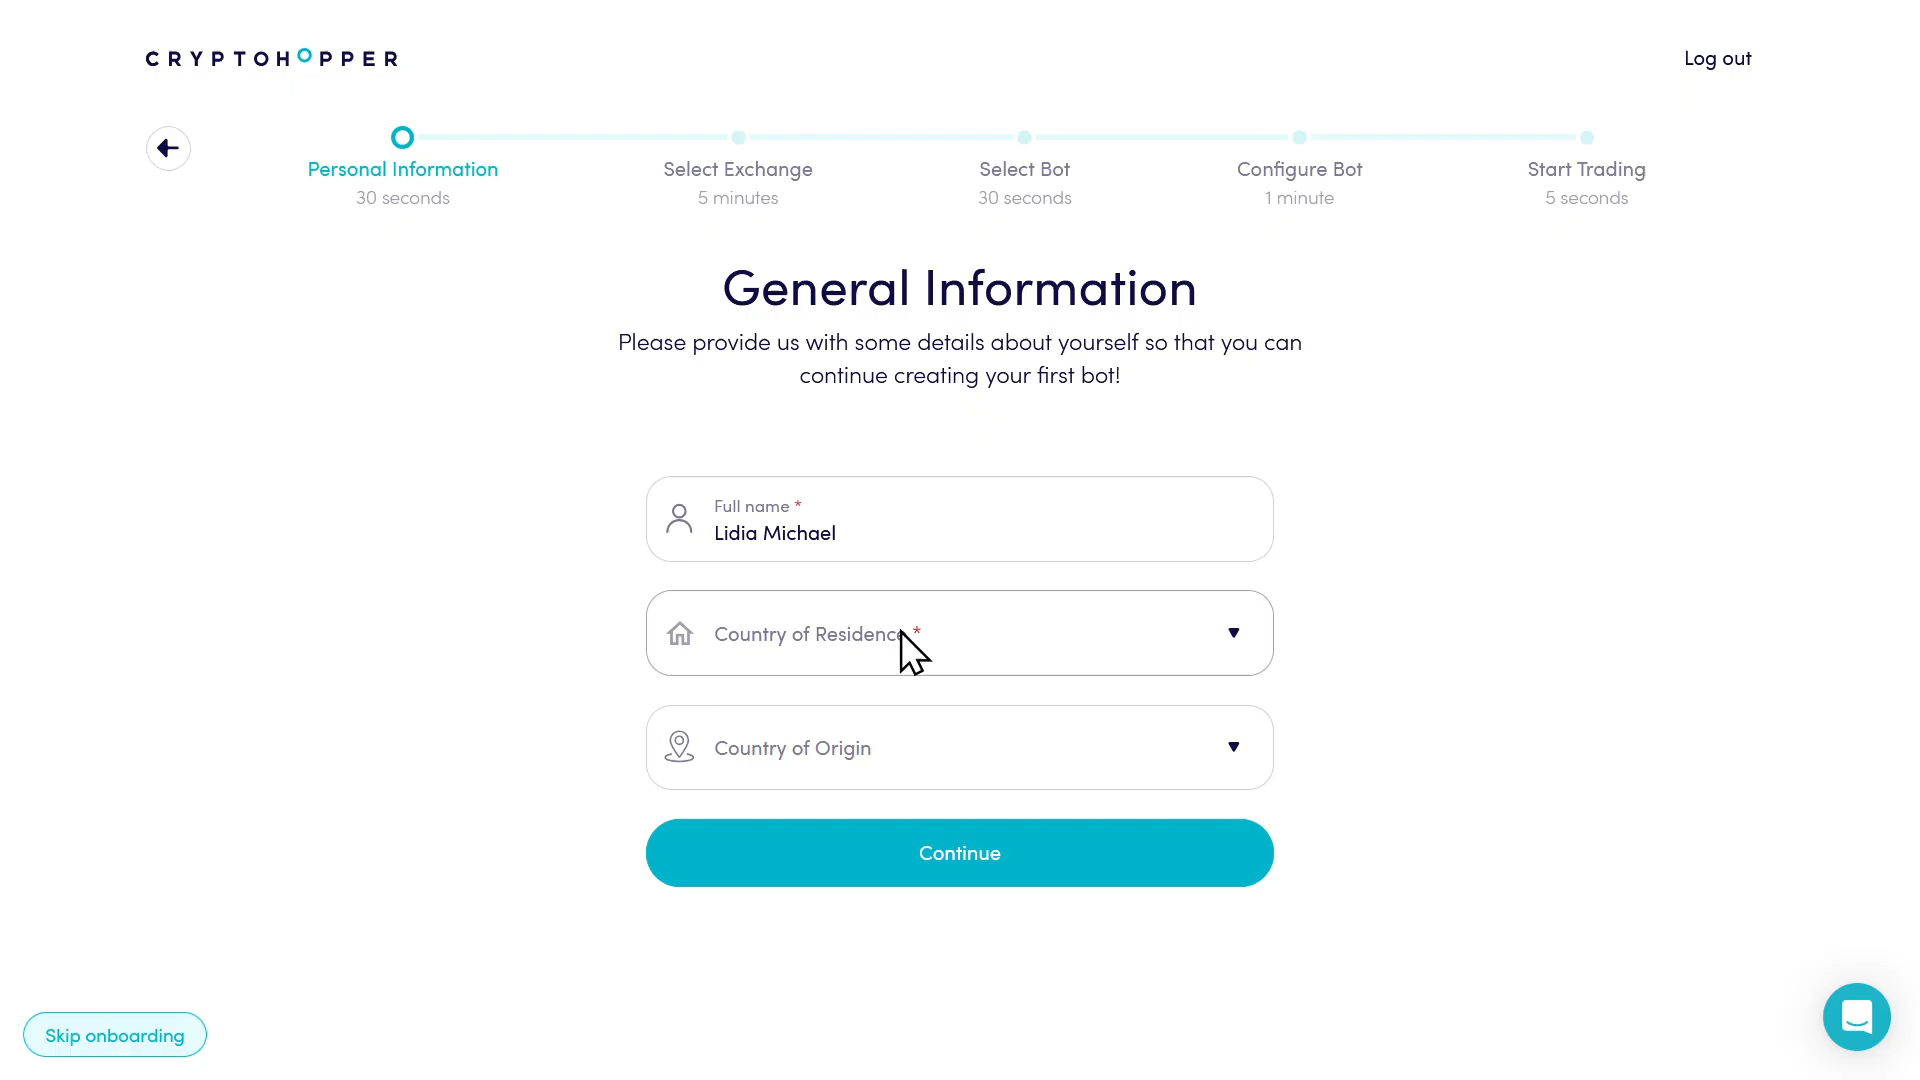 CRYPTOHOPPER
Log out
Personal Information
30 seconds
Select Exchange
5 minutes
Select Bot
30 seconds
Configure Bot
1 minute
Start Trading
5 seconds
General Information
Please provide us with some details about yourself so that you can
continue creating your first bot!
Full name *
Lidia Michael
Country of Residence *
Country of Origin
Continue
Skip onboarding